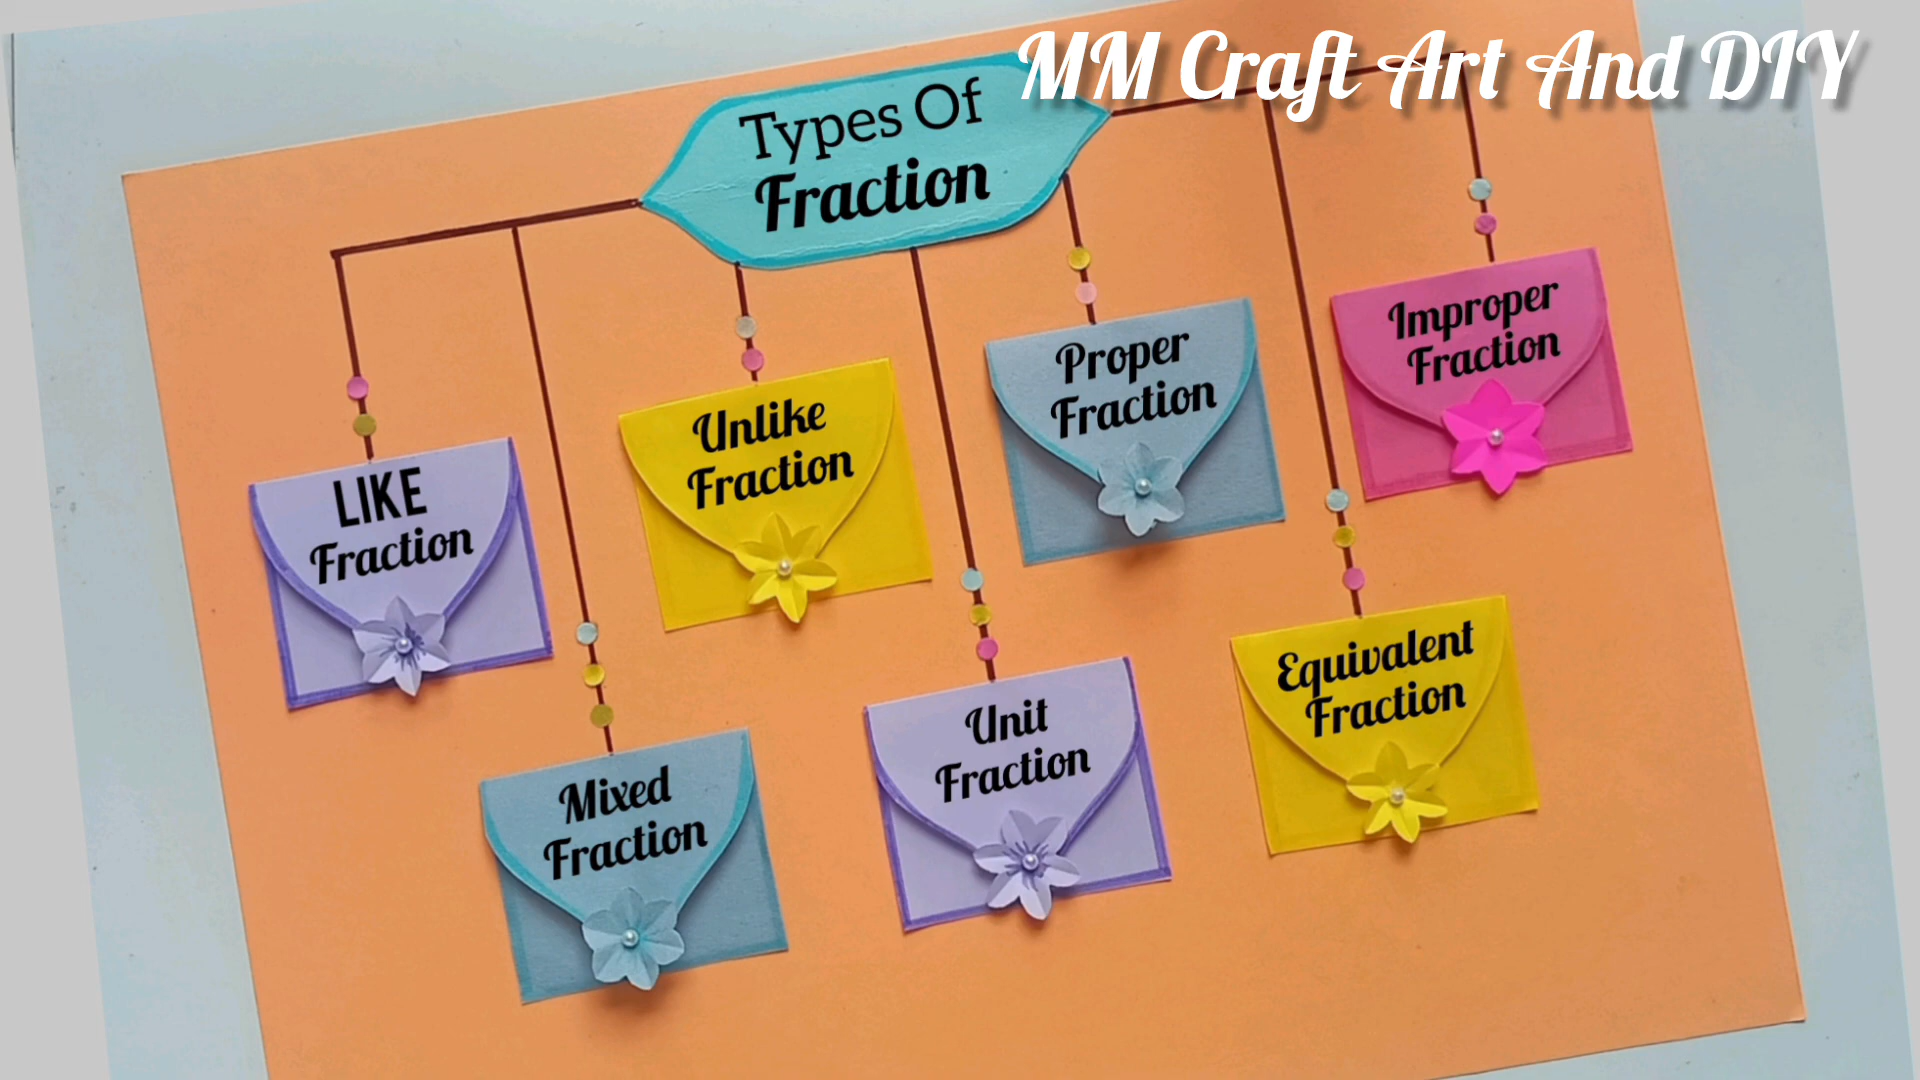 MM Craft Art And DIY
Types Of
Fraction
LIKE
Fraction
Mixed
Fraction
Unlike
Fraction
Unit
Fraction
Proper
Fraction
Equivalent
Fraction
Improper
Fraction